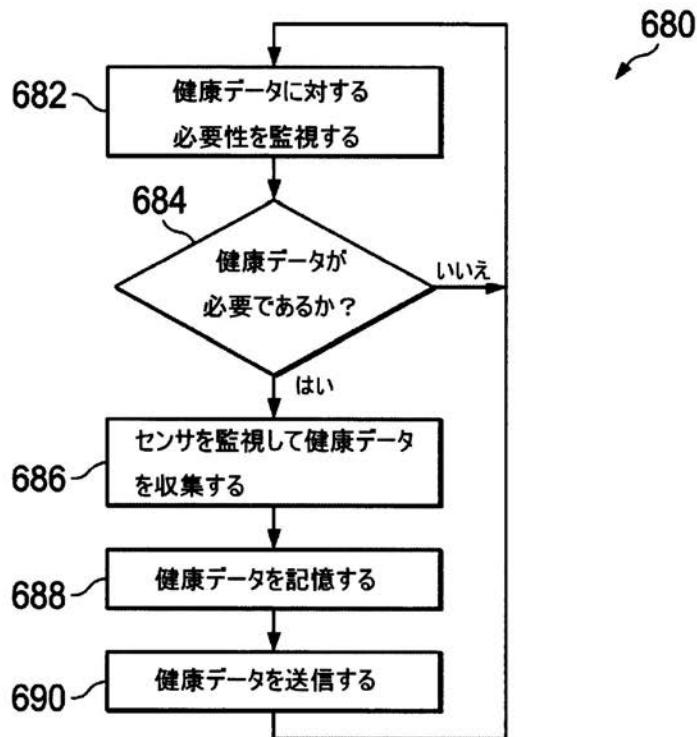 680
682
健康データに対する
必要性を監視する
684
健康データが
必要であるか？
いいえ
はい
686
センサを監視して健康データ
を収集する
688
健康データを記憶する
690
健康データを送信する